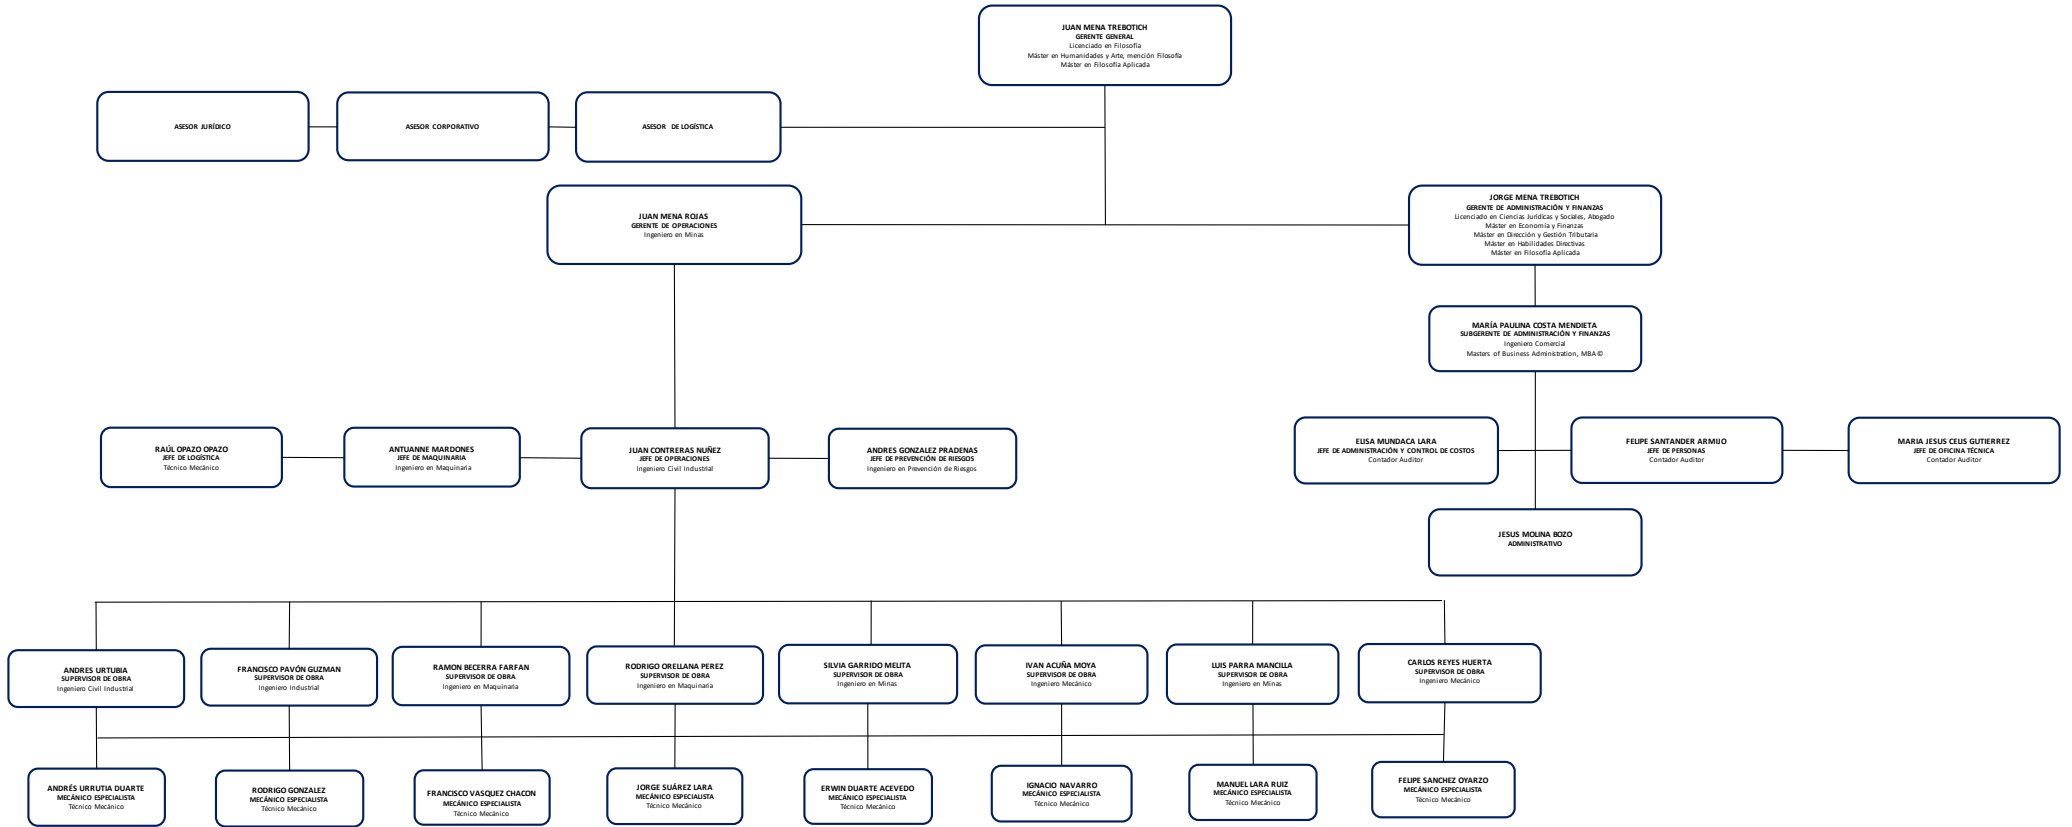 JUAN MENA TREBOTICH
GERENTE GENERAL
Licenciado en Filosofía
Máster en Humanidades y Arte, mención Filosofía
Máster en Filosofía Aplicada
ASESOR JURÍDICO
ASESOR CORPORATIVO
ASESOR DE LOGÍSTICA
JUAN MENA ROJAS
GERENTE DE OPERACIONES
Ingeniero en Minas
JORGE MENA TREBOTICH
GERENTE DE ADMINISTRACIÓN Y FINANZAS
Licenciado en Ciencias Jurídicas y Sociales, Abogado
Máster en Economía y Finanzas
Máster en Dirección y Gestión Tributaria
Máster en Habilidades Directivas
Máster en Filosofía Aplicada
MARÍA PAULINA COSTA MENDIETA
SUBGERENTE DE ADMINISTRACIÓN Y FINANZAS
Ingeniero Comercial
Masters of Business Administration, MBA ©
RAÚL OPAZO OPAZO
JEFE DE LOGÍSTICA
Técnico Mecánico
ANTUANNE MARDONES
JEFE DE MAQUINARIA
Ingeniero en Maquinaria
JUAN CONTRERAS NUÑEZ
JEFE DE OPERACIONES
Ingeniero Civil Industrial
ANDRES GONZALEZ PRADENAS
JEFE DE PREVENCIÓN DE RIESGOS
Ingeniero en Prevención de Riesgos
ELISA MUNDACA LARA
JEFE DE ADMINISTRACIÓN Y CONTROL DE COSTOS
Contador Auditor
FELIPE SANTANDER ARMIJO
JEFE DE PERSONAS
Contador Auditor
MARIA JESUS CELIS GUTIERREZ
JEFE DE OFICINA TÉCNICA
Contador Auditor
JESUS MOLINA BOZO
ADMINISTRATIVO
ANDRES URTUBIA
SUPERVISOR DE OBRA
Ingeniero Civil Industrial
FRANCISCO PAVÓN GUZMAN
SUPERVISOR DE OBRA
Ingeniero Industrial
RAMON BECERRA FARFAN
SUPERVISOR DE OBRA
Ingeniero en Maquinaria
RODRIGO ORELLANA PEREZ
SUPERVISOR DE OBRA
Ingeniero en Maquinaria
SILVIA GARRIDO MELITA
SUPERVISOR DE OBRA
Ingeniero en Minas
IVAN ACUÑA MOYA
SUPERVISOR DE OBRA
Ingeniero Mecánico
LUIS PARRA MANCILLA
SUPERVISOR DE OBRA
Ingeniero en Minas
CARLOS REYES HUERTA
SUPERVISOR DE OBRA
Ingeniero Mecánico
ANDRÉS URRUTIA DUARTE
MECÁNICO ESPECIALISTA
Técnico Mecánico
RODRIGO GONZALEZ
MECÁNICO ESPECIALISTA
Técnico Mecánico
FRANCISCO VASQUEZ CHACON
MECÁNICO ESPECIALISTA
Técnico Mecánico
JORGE SUÁREZ LARA
MECÁNICO ESPECIALISTA
Técnico Mecánico
ERWIN DUARTE ACEVEDO
MECÁNICO ESPECIALISTA
Técnico Mecánico
IGNACIO NAVARRO
MECÁNICO ESPECIALISTA
Técnico Mecánico
MANUEL LARA RUIZ
MECÁNICO ESPECIALISTA
Técnico Mecánico
FELIPE SANCHEZ OYARZO
MECÁNICO ESPECIALISTA
Técnico Mecánico